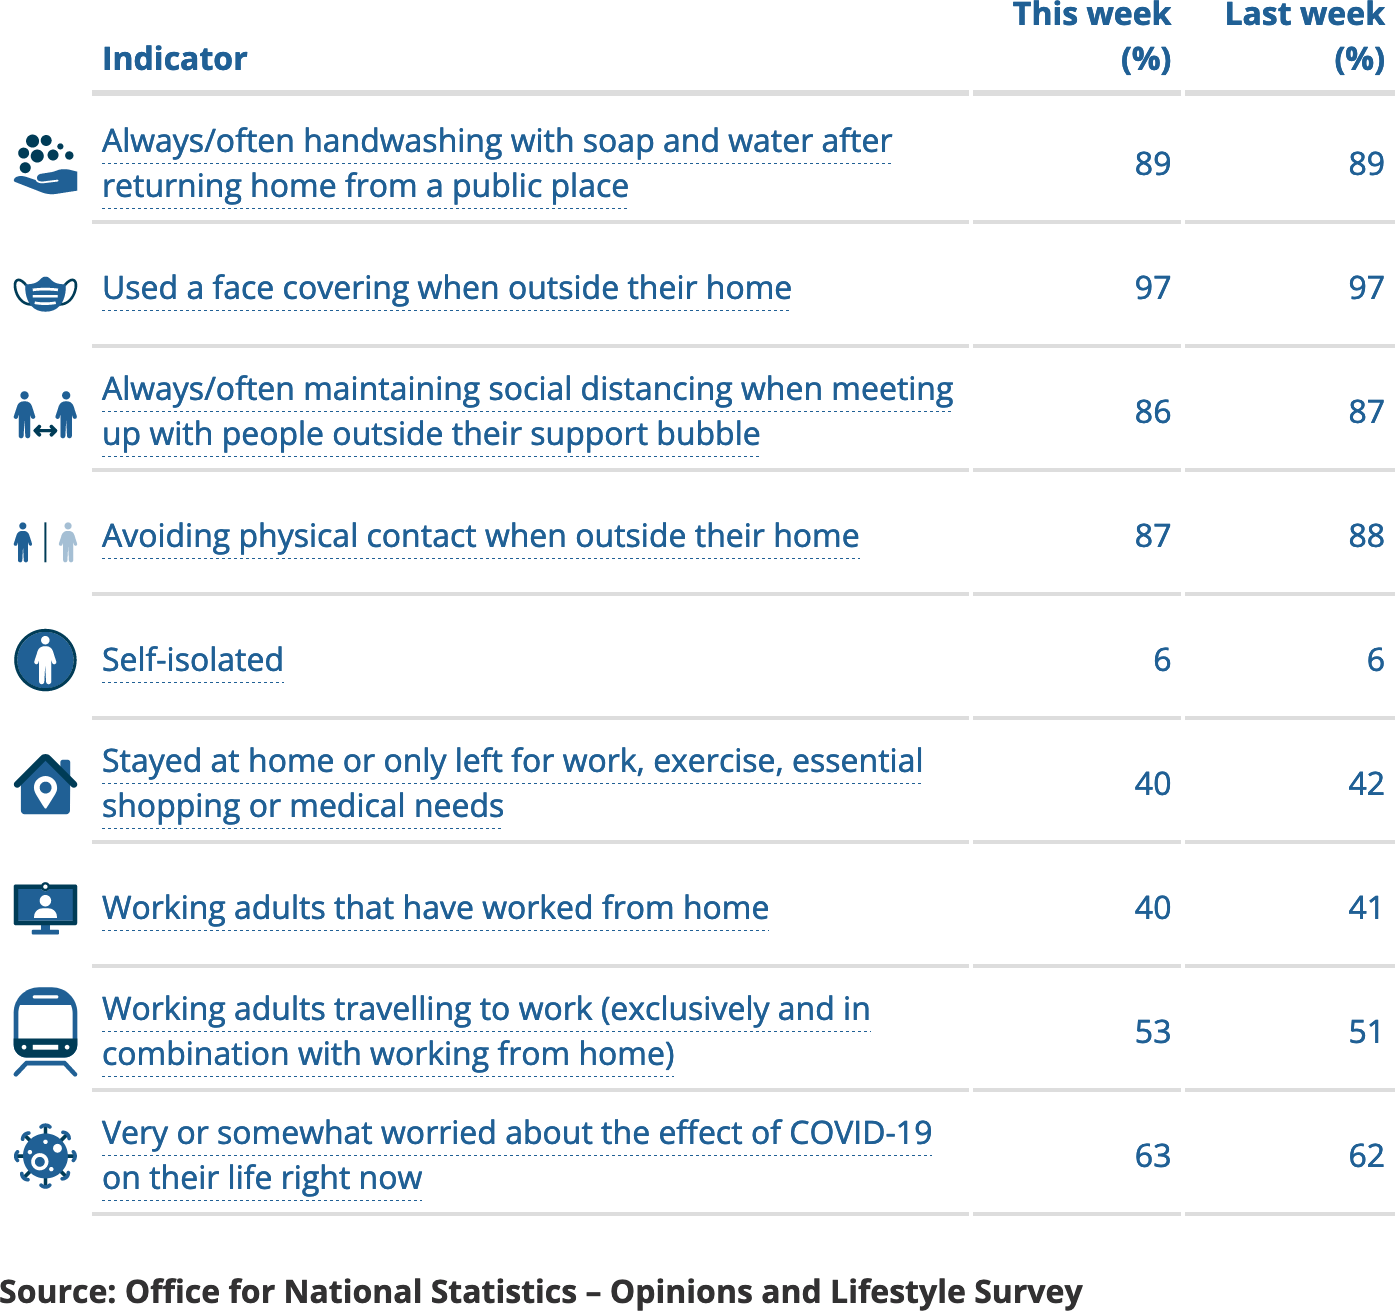 This week Last week
Indicator (%) (%)
Always/often handwashing with soap and water after
returning home from a public place 89 89
Used a face covering when outside their home 97 97
Always/often maintaining social distancing when meeting
up with people outside their support bubble 86 87
Avoiding physical contact when outside their home 87 88
Self-isolated 6 6
Stayed at home or only left for work, exercise, essential
shopping or medical needs 40 42
Working adults that have worked from home 40 41
Working adults travelling to work (exclusively and in
combination with working from home) 53 51
Very or somewhat worried about the effect of COVID-19
on their life right now 63 62
Source: Office for National Statistics – Opinions and Lifestyle Survey